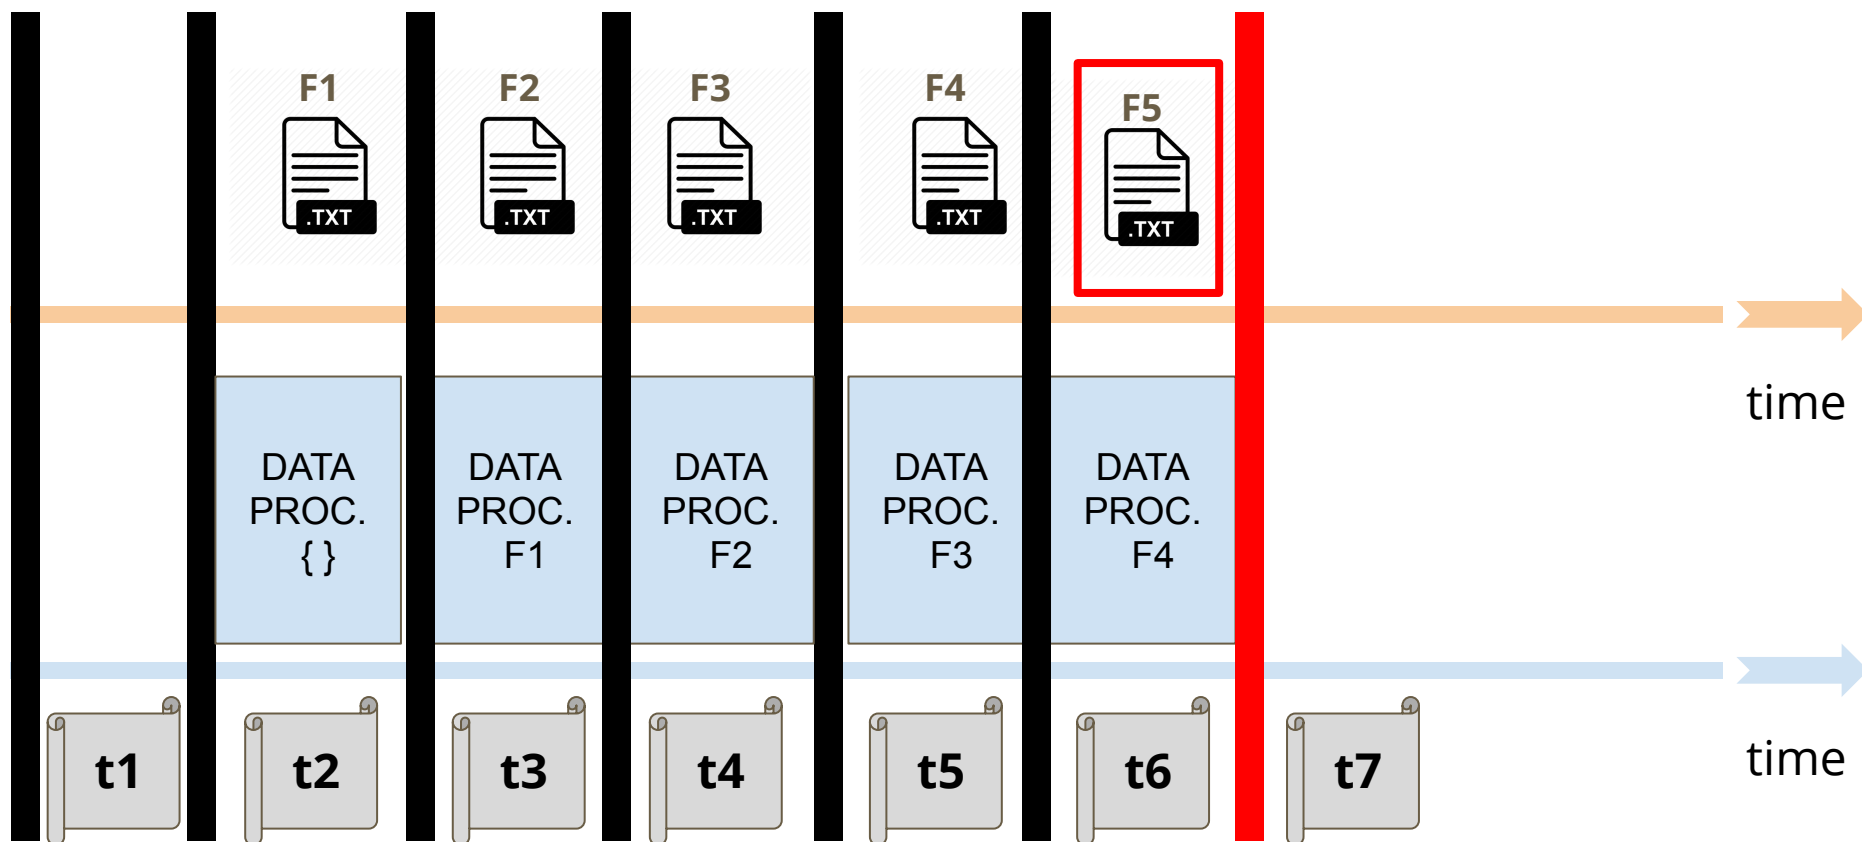 F1
F2
F3
F4
F5
.TXT
.TXT
.TXT
.TXT
.TXT
time
DATA
PROC.
{ }
DATA
PROC.
F1
DATA
PROC.
F2
DATA
PROC.
F3
DATA
PROC.
F4
time
t1
t2
t3
t4
t5
t6
t7